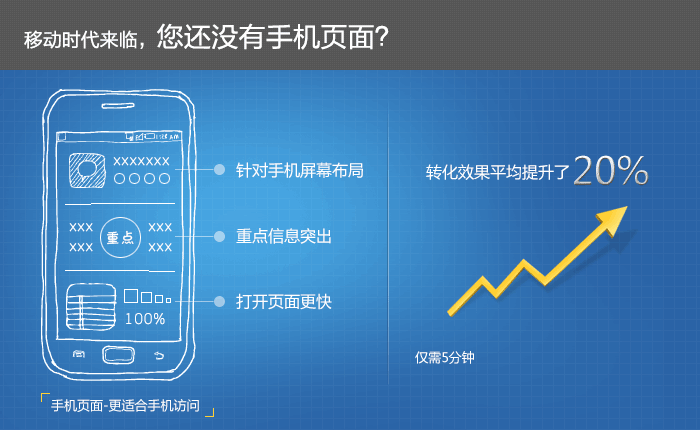 移动时代来临，您还没有手机页面？
XXXXXXX
针对手机屏幕布局
XXX XXX
重点
XXX XXX
重点信息突出
100%
打开页面更快
手机页面-更适合手机访问
转化效果平均提升了20%
仅需5分钟